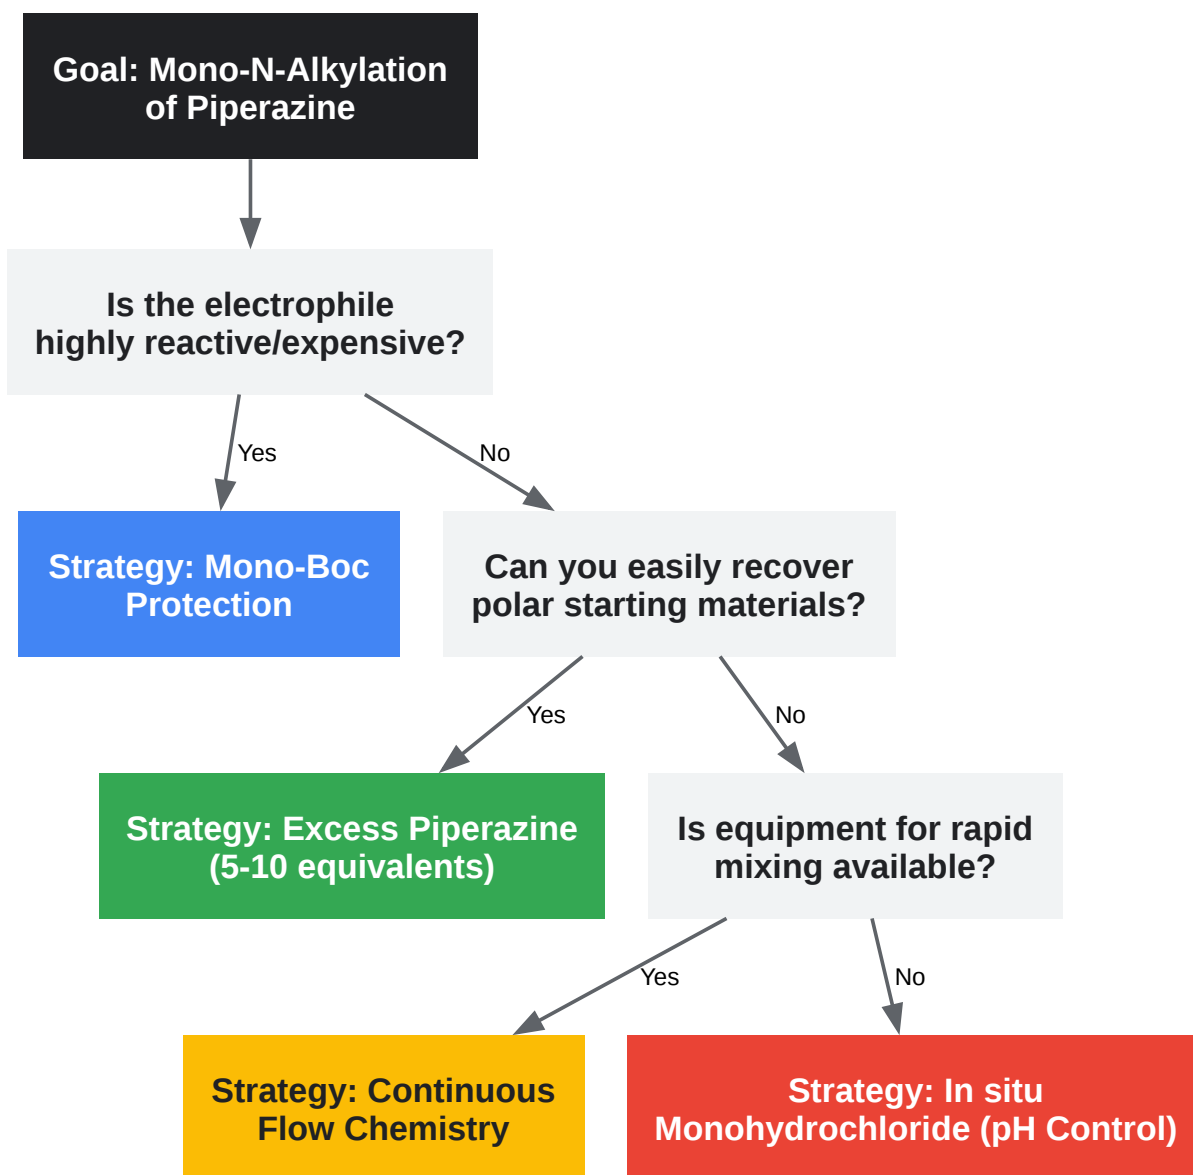 Goal: Mono-N-Alkylation
of Piperazine
Is the electrophile
highly reactive/expensive?
Yes
No
Strategy: Mono-Boc
Protection
Can you easily recover
polar starting materials?
Yes
No
Strategy: Excess Piperazine
(5-10 equivalents)
Is equipment for rapid
mixing available?
Yes
No
Strategy: Continuous
Flow Chemistry
Strategy: In situ
Monohydrochloride (pH Control)